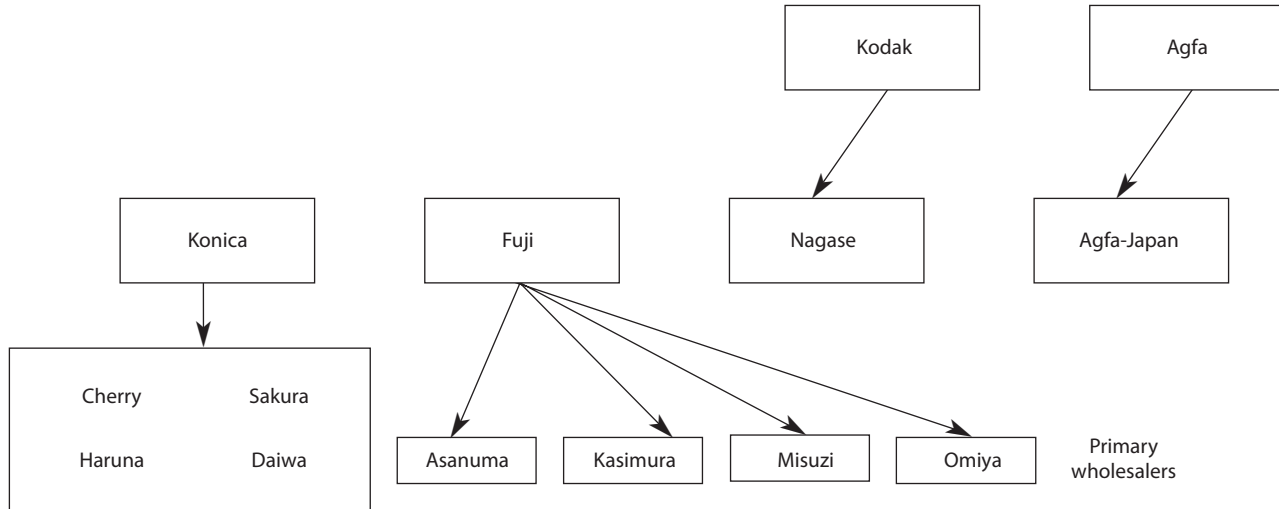 Kodak
Agfa
Konica
Fuji
Nagase
Agfa-Japan
Cherry
Sakura
Haruna
Daiwa
Asanuma
Kasimura
Misuzi
Omiya
Primary
wholesalers